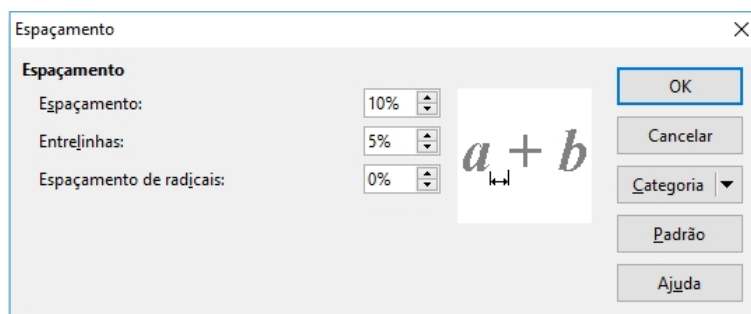 Espaçamento
Espaçamento
Espaçamento: 10%
Entrelinhas: 5%
Espaçamento de radicais: 0%
a + b
OK
Cancelar
Categoria
Padrão
Ajuda